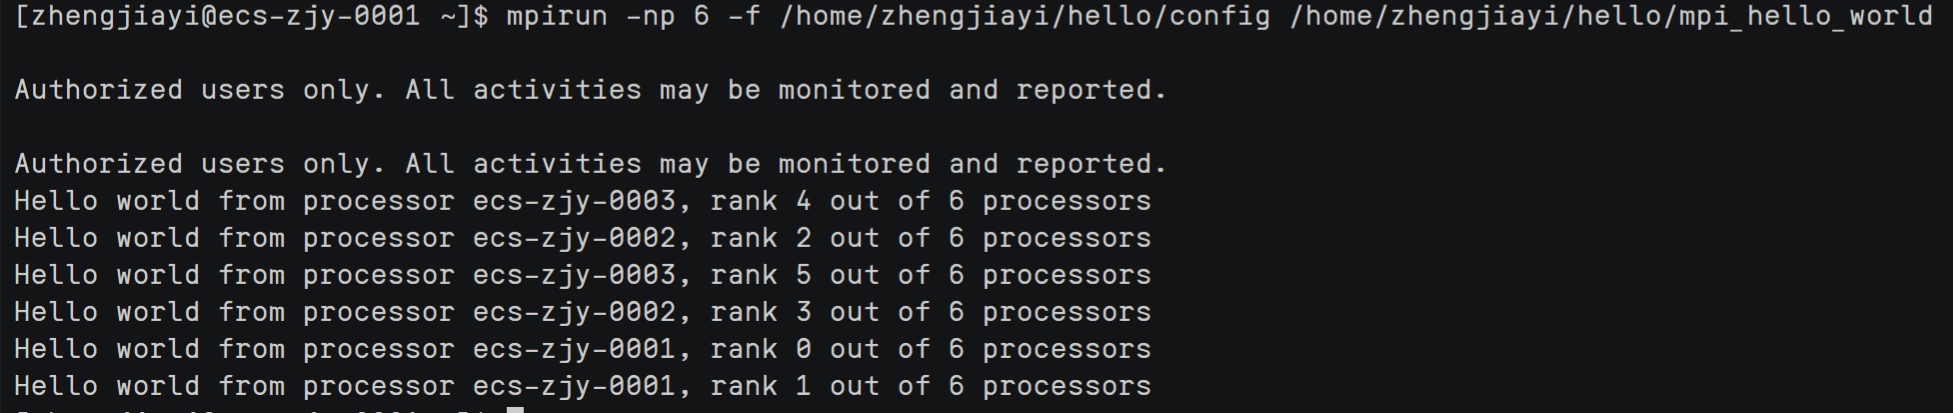 [zhengjiayi@ecs-zjy-0001 ~]$ mpirun -np 6 -f /home/zhengjiayi/hello/config /home/zhengjiayi/hello/mpi_hello_world
Authorized users only. All activities may be monitored and reported.
Authorized users only. All activities may be monitored and reported.
Hello world from processor ecs-zjy-0003, rank 4 out of 6 processors
Hello world from processor ecs-zjy-0002, rank 2 out of 6 processors
Hello world from processor ecs-zjy-0003, rank 5 out of 6 processors
Hello world from processor ecs-zjy-0002, rank 3 out of 6 processors
Hello world from processor ecs-zjy-0001, rank 0 out of 6 processors
Hello world from processor ecs-zjy-0001, rank 1 out of 6 processors